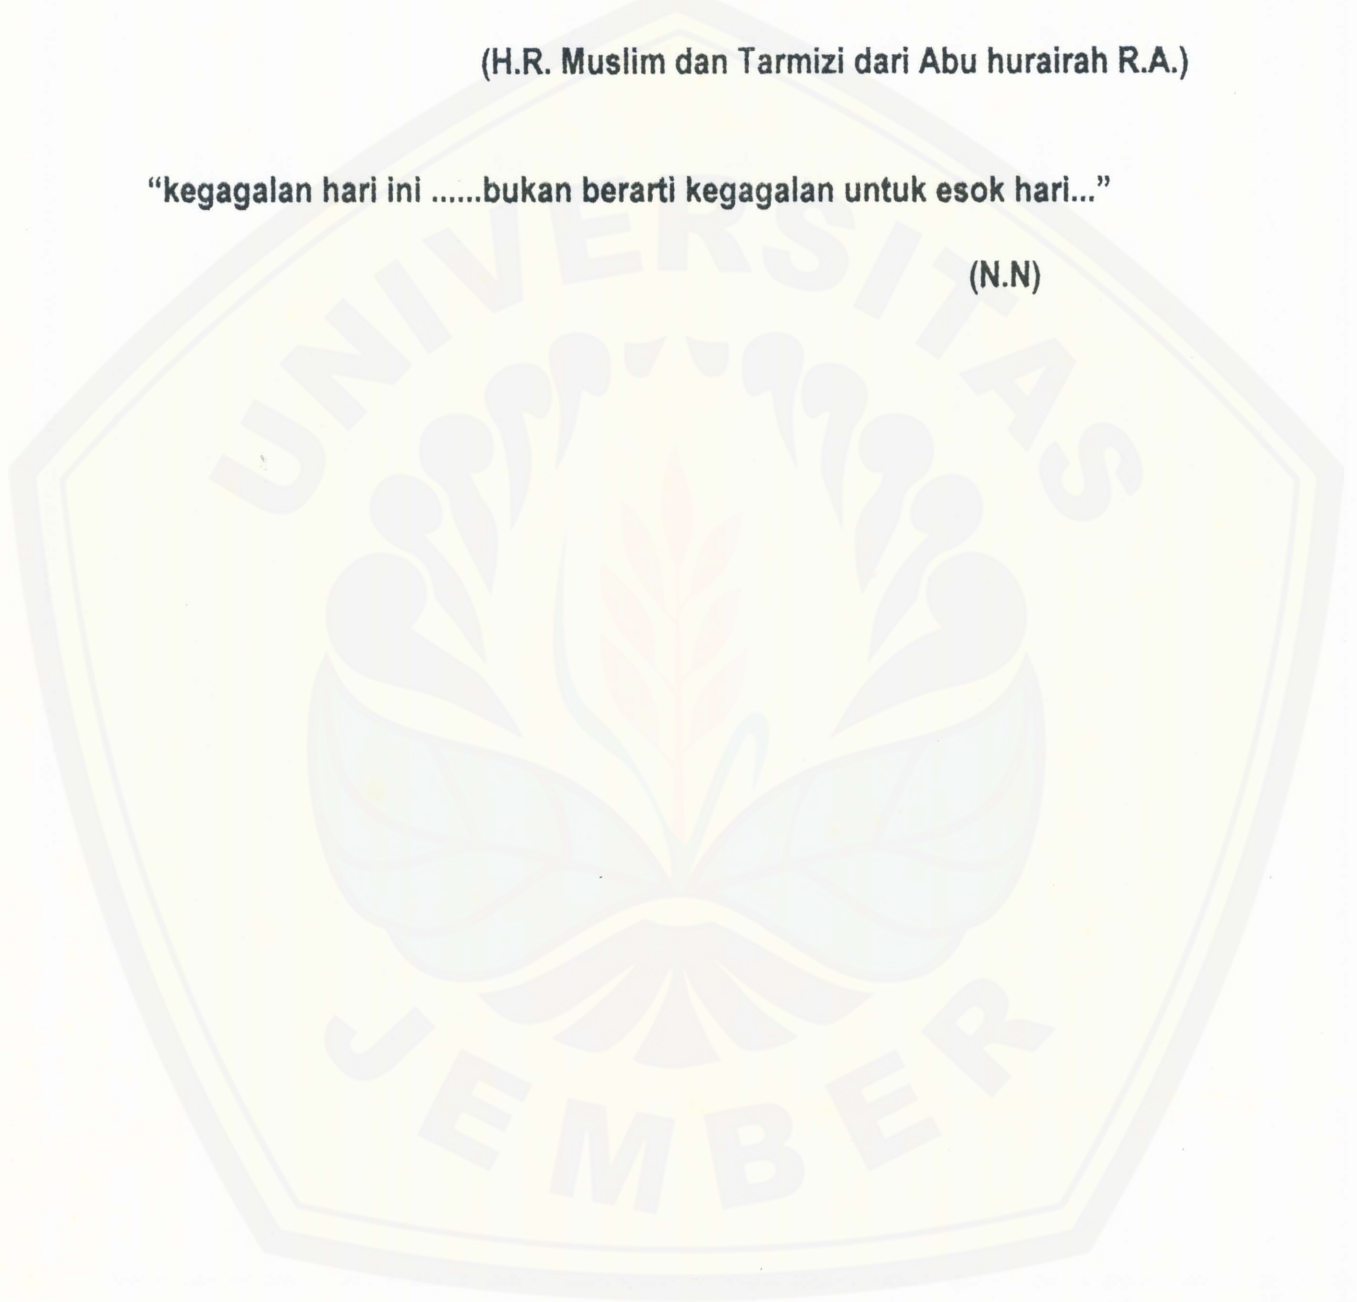 (H.R. Muslim dan Tarmizi dari Abu hurairah R.A.)
“kegagalan hari ini ......bukan berarti kegagalan untuk esok hari...”
(N.N)
UNIVERSITAS
JEMBER